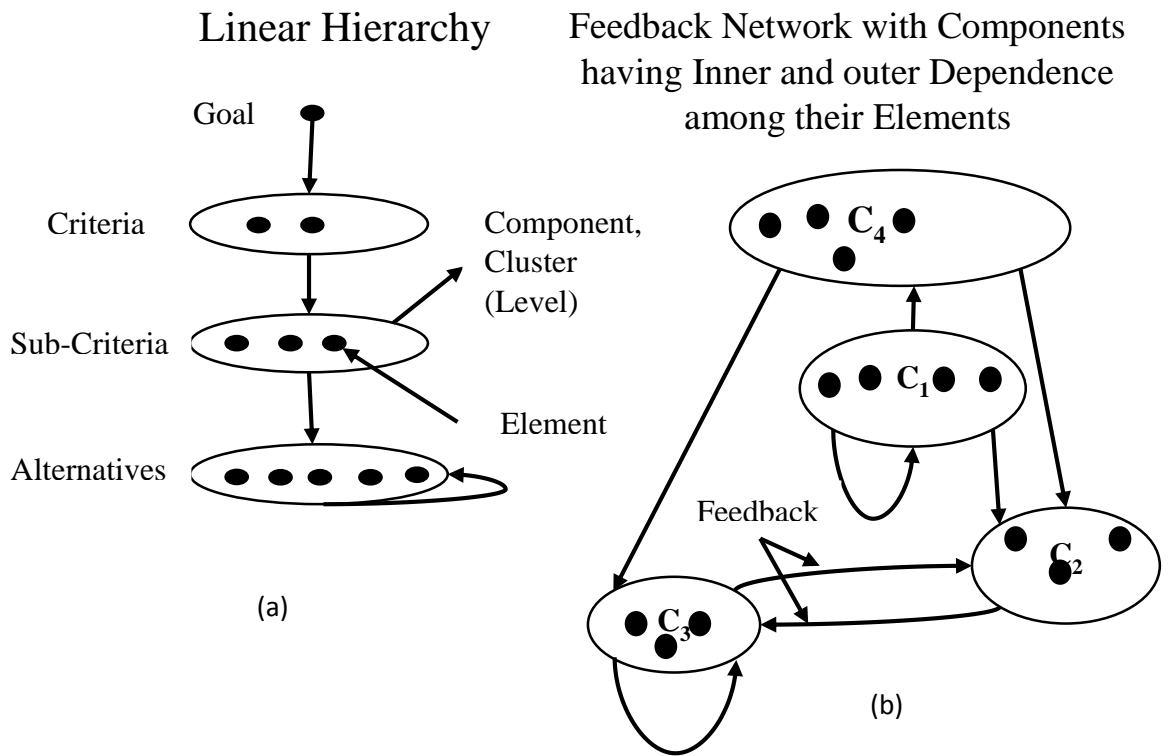 Linear Hierarchy
Goal
Criteria
Component,
Cluster
(Level)
Sub-Criteria
Element
Alternatives
(a)
Feedback Network with Components
having Inner and outer Dependence
among their Elements
C4
C1
Feedback
C2
C3
(b)